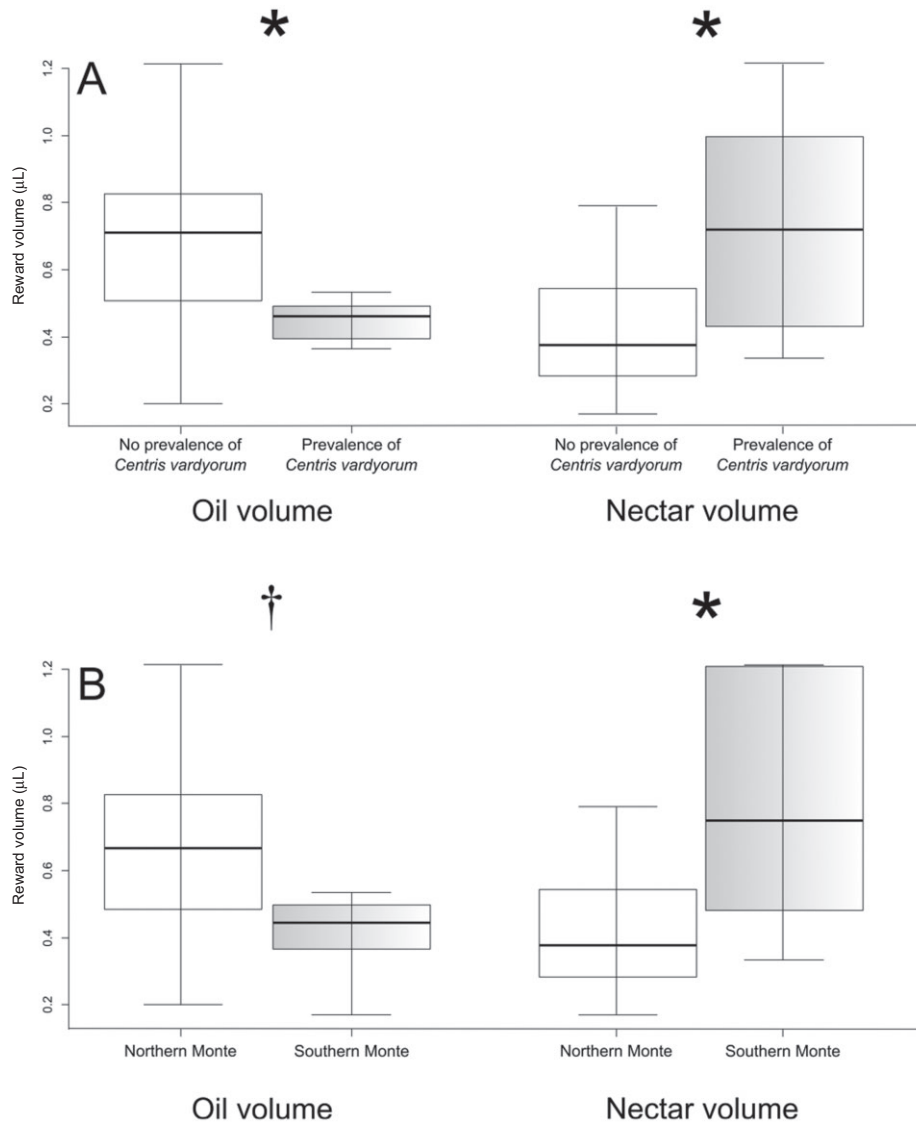 *
*
A
Reward volume (µL)
1.2
1.0
0.8
0.6
0.4
0.2
No prevalence of
Centris vardyorum
Prevalence of
Centris vardyorum
No prevalence of
Centris vardyorum
Prevalence of
Centris vardyorum
Oil volume
Nectar volume
†
*
B
Reward volume (µL)
1.2
1.0
0.8
0.6
0.4
0.2
Northern Monte
Southern Monte
Northern Monte
Southern Monte
Oil volume
Nectar volume